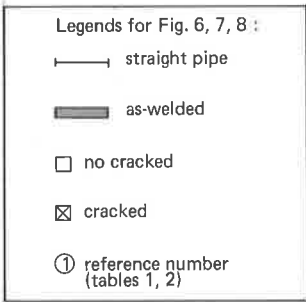 Legends for Fig. 6, 7, 8 :
straight pipe
as-welded
no cracked
cracked
① reference number
(tables 1, 2)